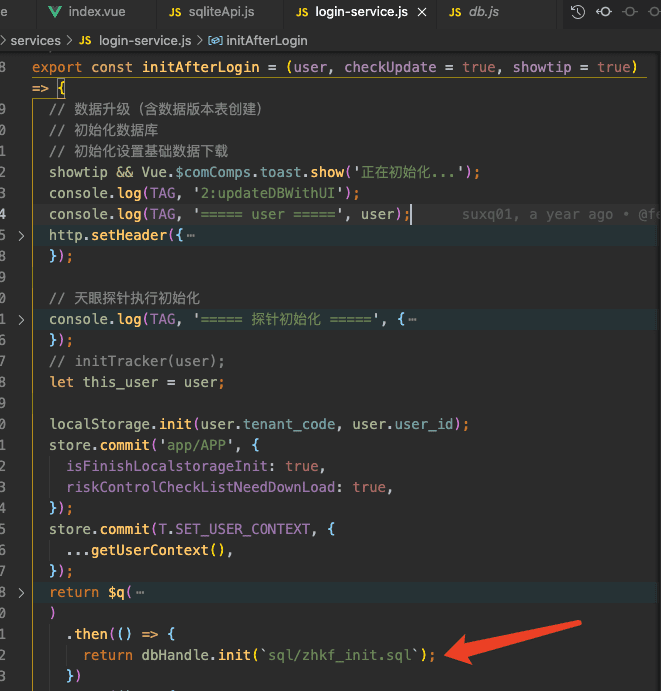 index.vue JS sqliteApi.js JS login-service.js × JS db.js
services > JS login-service.js > initAfterLogin
8 export const initAfterLogin = (user, checkUpdate = true, showtip = true)
=> {
9 // 数据升级（含数据版本表创建）
0 // 初始化数据库
1 // 初始化设置基础数据下载
2 showtip && Vue.$comComps.toast.show('正在初始化...');
3 console.log(TAG, '2:updateDBWithUI');
4 console.log(TAG, '===== user =====', user); suxq01, a year ago • @fe
5 > http.setHeader({⋯
8 });
9
0 // 天眼探针执行初始化
1 > console.log(TAG, '===== 探针初始化 =====', {⋯
6 });
7 // initTracker(user);
8 let this_user = user;
9
0 localStorage.init(user.tenant_code, user.user_id);
1 store.commit('app/APP', {
2 isFinishLocalstorageInit: true,
3 riskControlCheckListNeedDownLoad: true,
4 });
5 store.commit(T.SET_USER_CONTEXT, {
6 ...getUserContext(),
7 });
8 > return $q(⋯
0 )
1 .then(() => {
2 return dbHandle.init(`sql/zhkf_init.sql`);
3 })